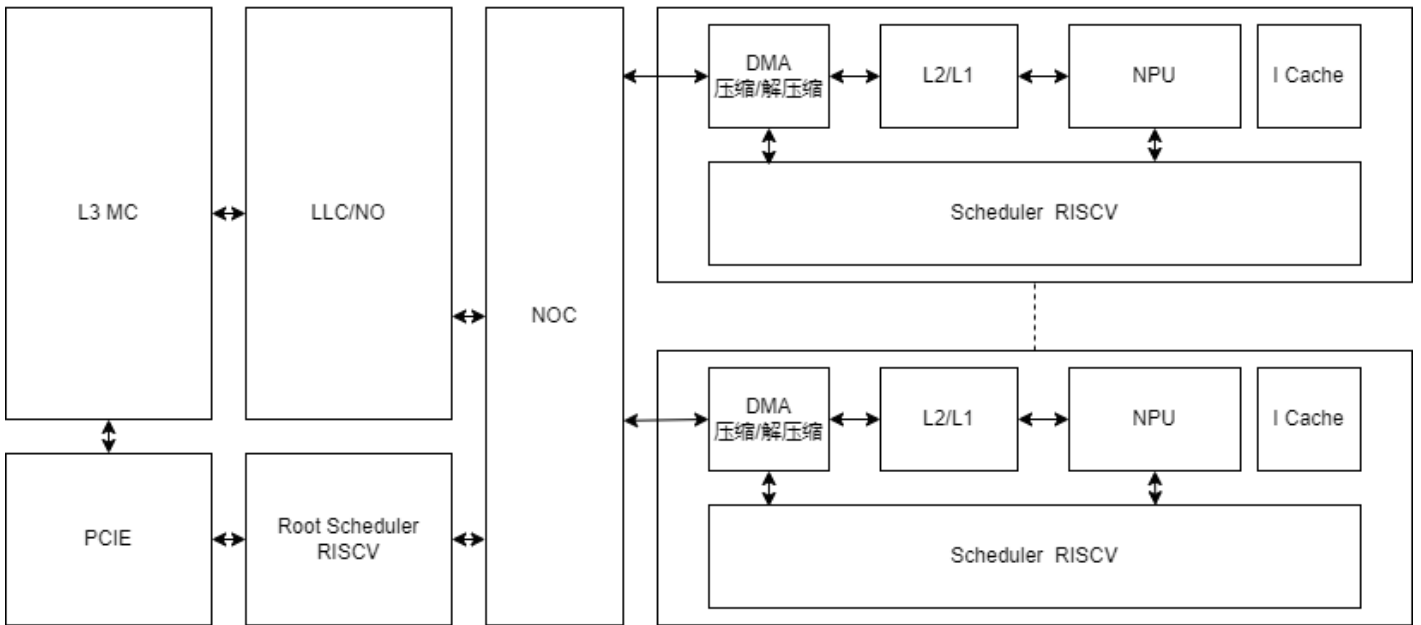 L3 MC
LLC/NO
NOC
PCIE
Root Scheduler
RISCV
DMA
压缩/解压缩
L2/L1
NPU
I Cache
Scheduler RISCV
DMA
压缩/解压缩
L2/L1
NPU
I Cache
Scheduler RISCV